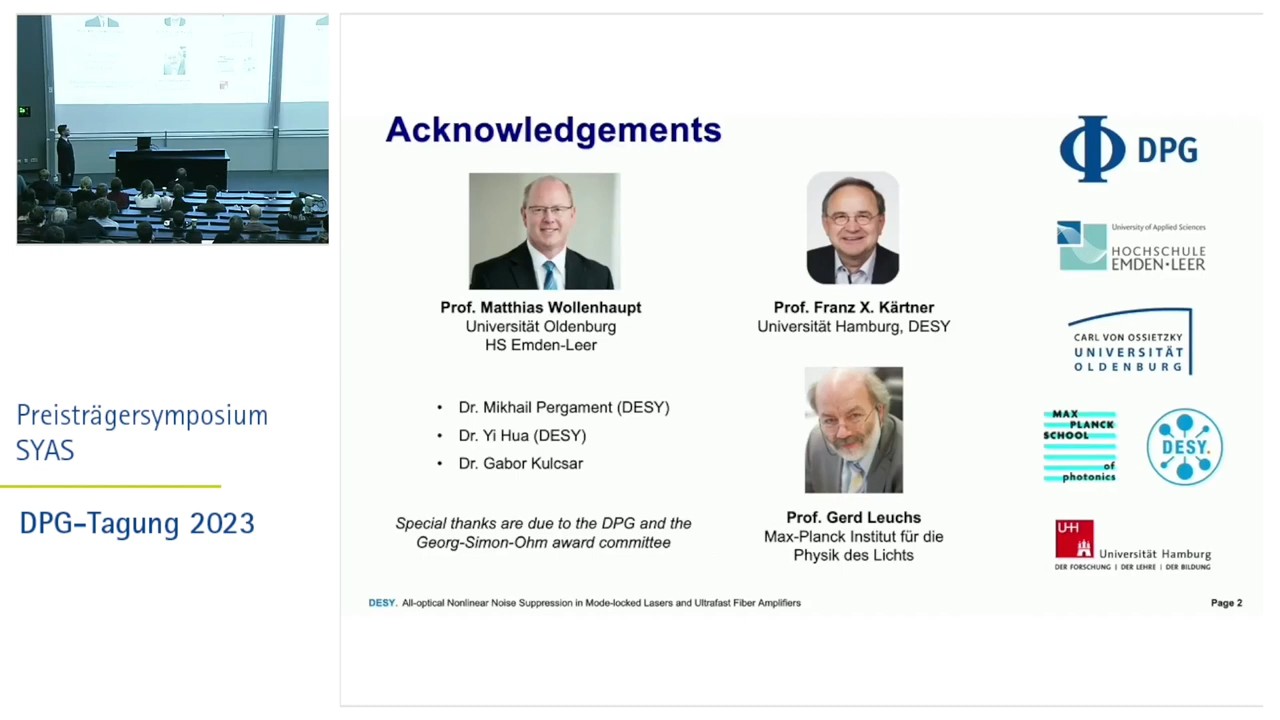 Preisträgersymposium
SYAS
DPG-Tagung 2023
Acknowledgements
Prof. Matthias Wollenhaupt
Universität Oldenburg
HS Emden-Leer
• Dr. Mikhail Pergament (DESY)
• Dr. Yi Hua (DESY)
• Dr. Gabor Kulcsar
Special thanks are due to the DPG and the
Georg-Simon-Ohm award committee
Prof. Franz X. Kärtner
Universität Hamburg, DESY
Prof. Gerd Leuchs
Max-Planck Institut für die
Physik des Lichts
DPG
University of Applied Sciences
HOCHSCHULE
EMDEN•LEER
CARL VON OSSIETZKY
UNIVERSITÄT
OLDENBURG
MAX
PLANCK
SCHOOL
of
photonics
DESY.
UH
Universität Hamburg
DER FORSCHUNG | DER LEHRE | DER BILDUNG
DESY. All-optical Nonlinear Noise Suppression in Mode-locked Lasers and Ultrafast Fiber Amplifiers
Page 2